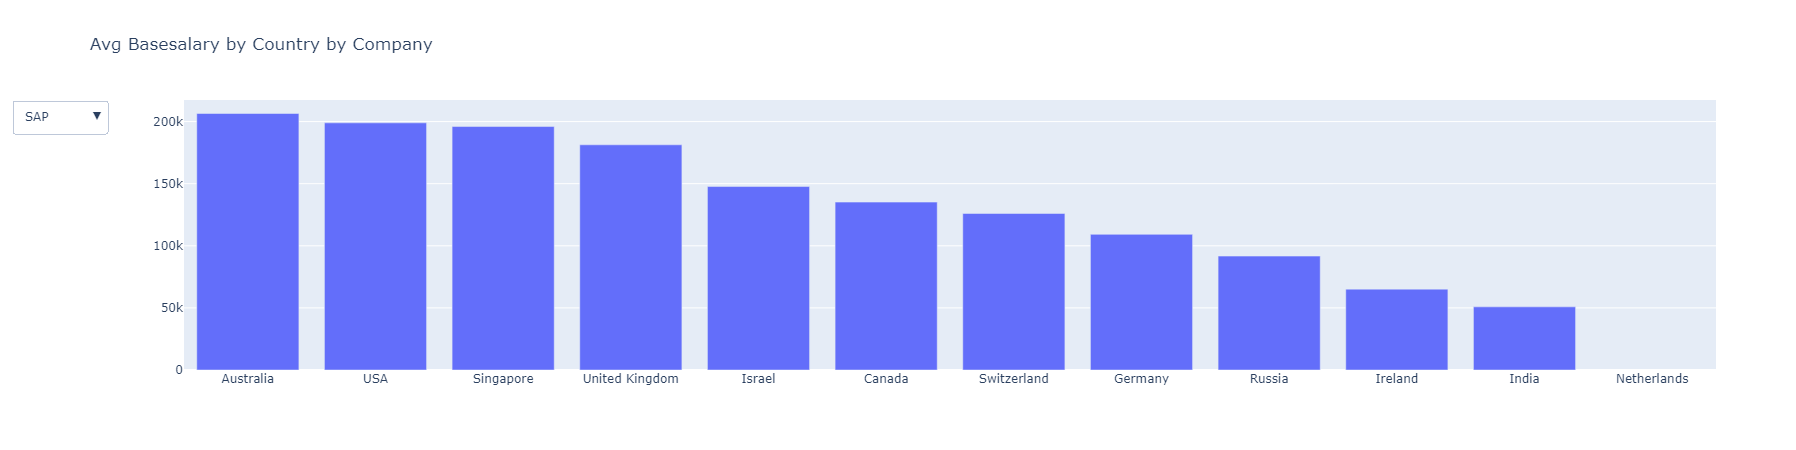 Avg Basesalary by Country by Company
SAP ▼
200k
150k
100k
50k
0
Australia USA Singapore United Kingdom Israel Canada Switzerland Germany Russia Ireland India Netherlands